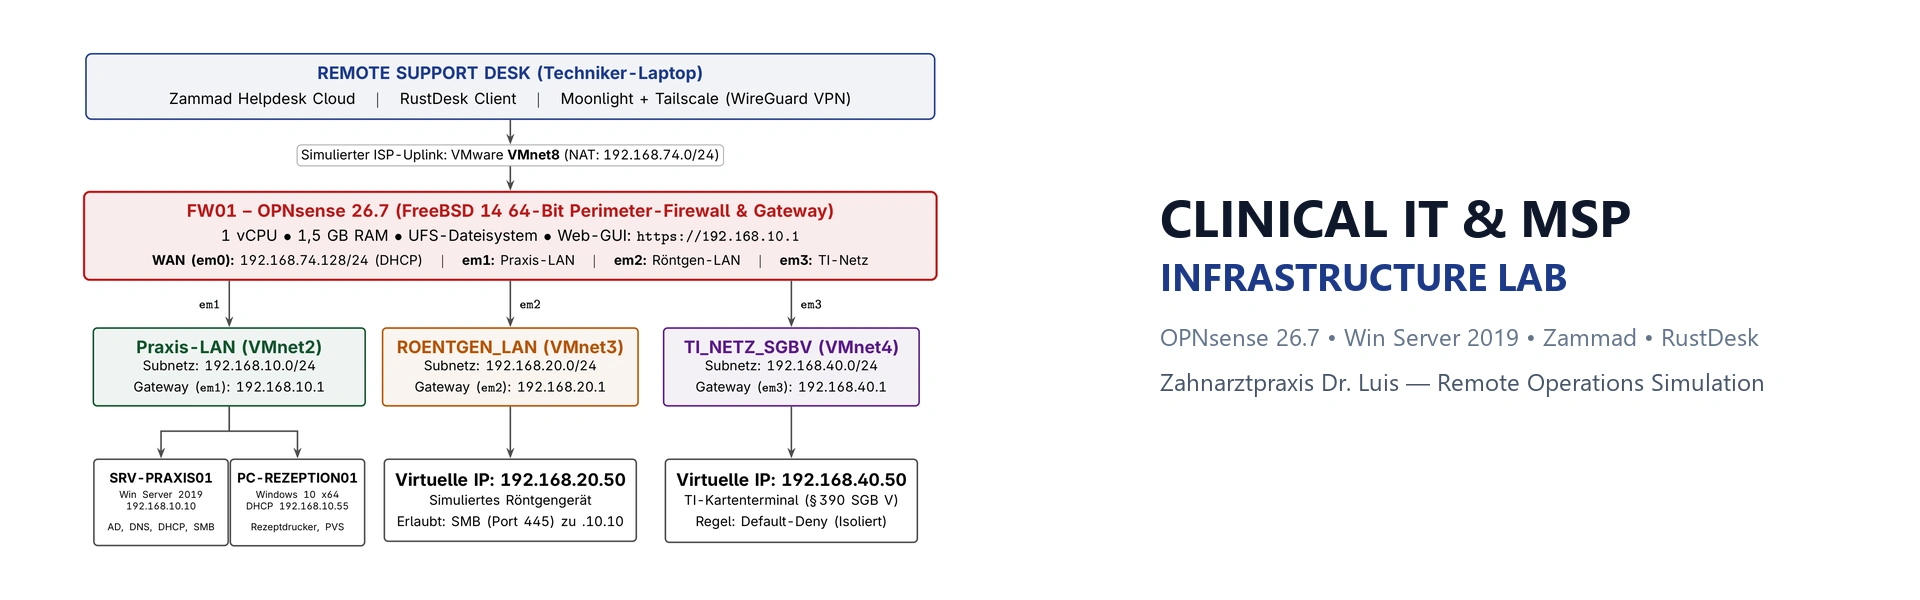 REMOTE SUPPORT DESK (Techniker-Laptop)
Zammad Helpdesk Cloud | RustDesk Client | Moonlight + Tailscale (WireGuard VPN)
Simulierter ISP-Uplink: VMware VMnet8 (NAT: 192.168.74.0/24)
FW01 – OPNsense 26.7 (FreeBSD 14 64-Bit Perimeter-Firewall & Gateway)
1 vCPU • 1,5 GB RAM • UFS-Dateisystem • Web-GUI: https://192.168.10.1
WAN (em0): 192.168.74.128/24 (DHCP) | em1: Praxis-LAN | em2: Röntgen-LAN | em3: TI-Netz
em1
em2
em3
Praxis-LAN (VMnet2)
Subnetz: 192.168.10.0/24
Gateway (em1): 192.168.10.1
ROENTGEN_LAN (VMnet3)
Subnetz: 192.168.20.0/24
Gateway (em2): 192.168.20.1
TI_NETZ_SGBV (VMnet4)
Subnetz: 192.168.40.0/24
Gateway (em3): 192.168.40.1
SRV-PRAXIS01
Win Server 2019
192.168.10.10
AD, DNS, DHCP, SMB
PC-REZEPTION01
Windows 10 x64
DHCP 192.168.10.55
Rezeptdrucker, PVS
Virtuelle IP: 192.168.20.50
Simuliertes Röntgengerät
Erlaubt: SMB (Port 445) zu .10.10
Virtuelle IP: 192.168.40.50
TI-Kartenterminal (§ 390 SGB V)
Regel: Default-Deny (Isoliert)
CLINICAL IT & MSP
INFRASTRUCTURE LAB
OPNsense 26.7 • Win Server 2019 • Zammad • RustDesk
Zahnarztpraxis Dr. Luis — Remote Operations Simulation